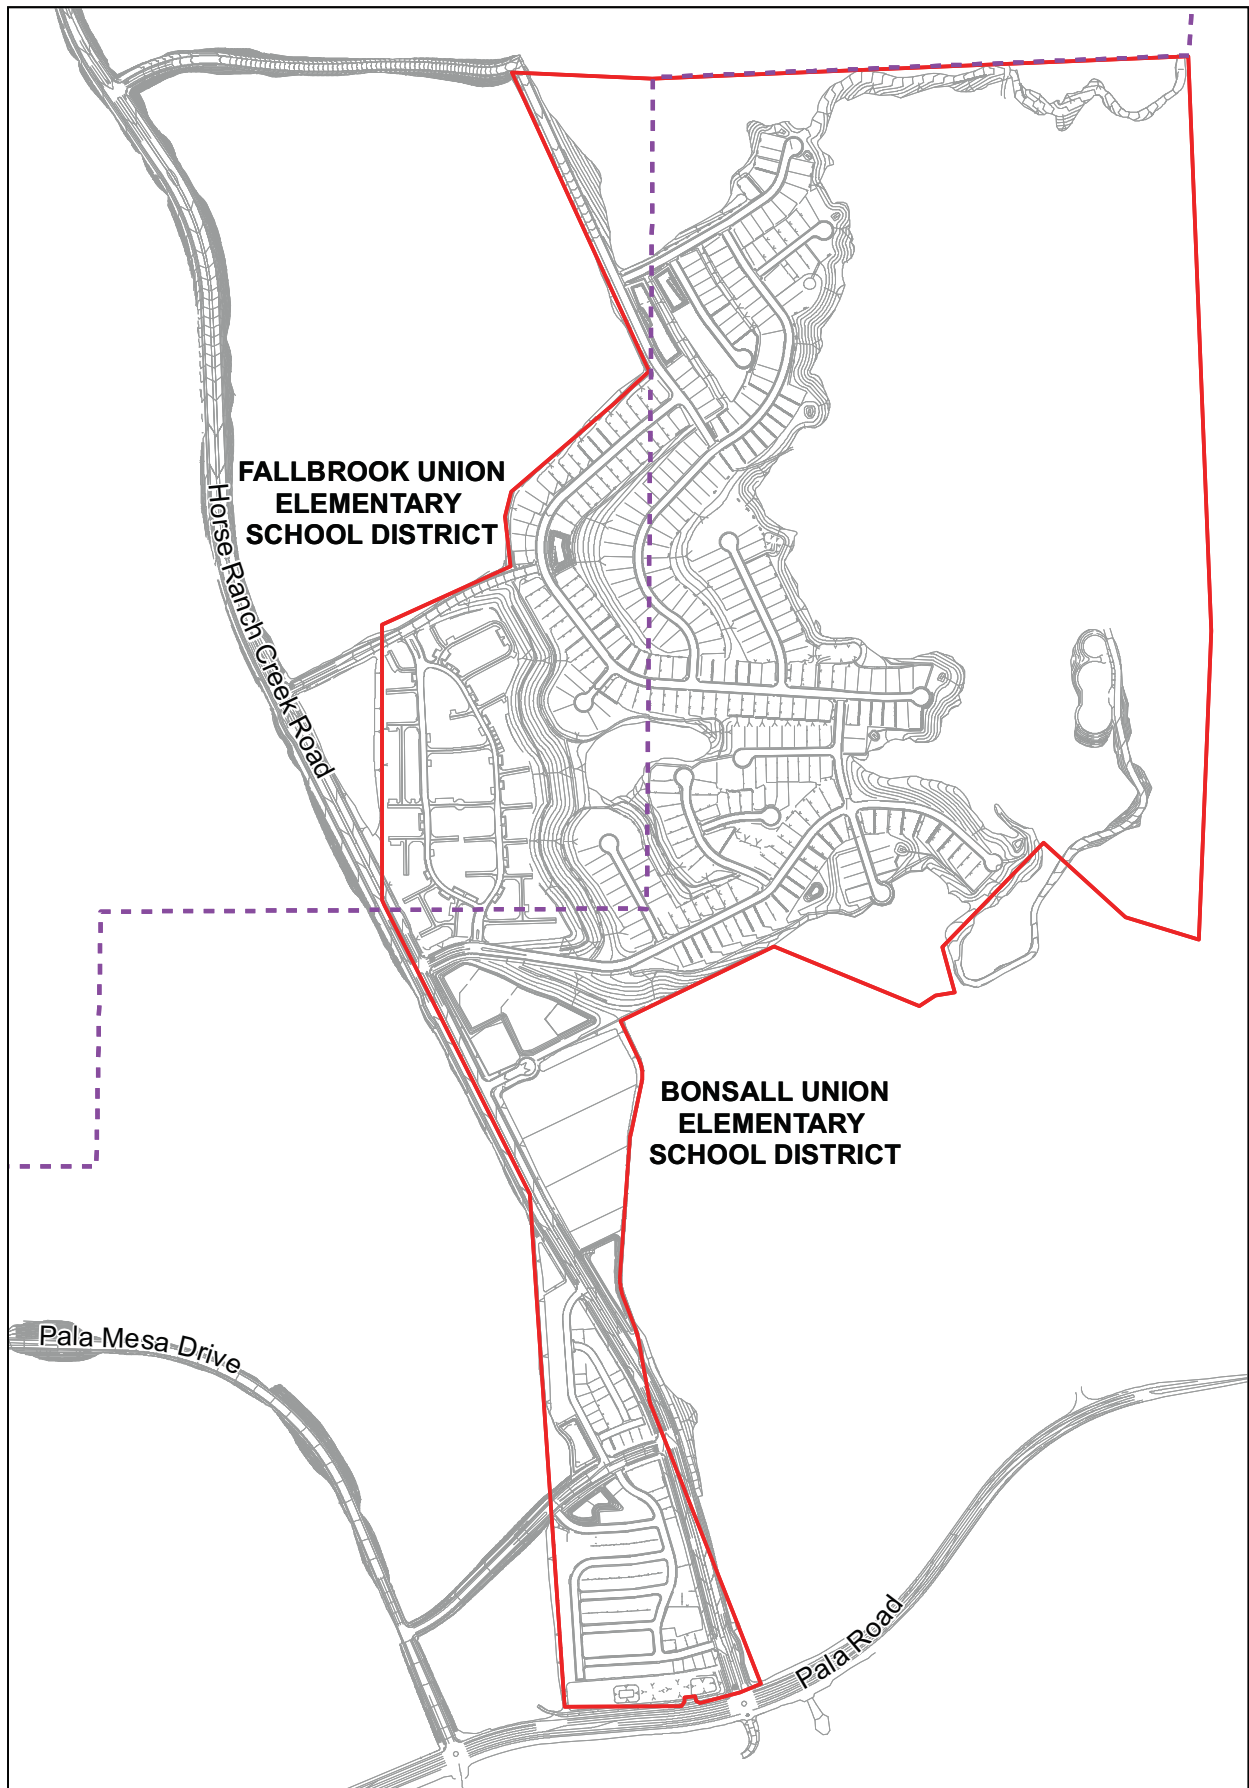 FALLBROOK UNION
ELEMENTARY
SCHOOL DISTRICT
Horse Ranch Creek Road
BONSALL UNION
ELEMENTARY
SCHOOL DISTRICT
Pala Mesa Drive
Pala Road